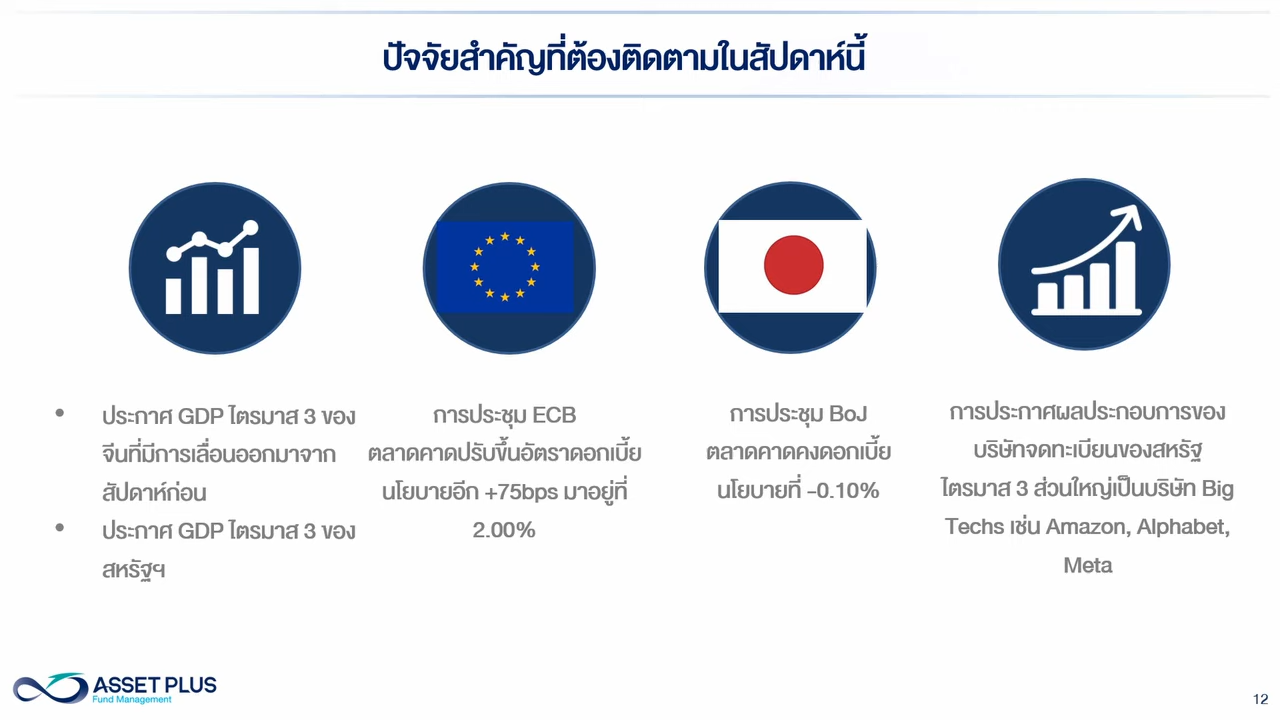 ปัจจัยสำคัญที่ต้องติดตามในสัปดาห์นี้
• ประกาศ GDP ไตรมาส 3 ของ
จีนที่มีการเลื่อนออกมาจาก
สัปดาห์ก่อน
• ประกาศ GDP ไตรมาส 3 ของ
สหรัฐฯ
การประชุม ECB
ตลาดคาดปรับขึ้นอัตราดอกเบี้ย
นโยบายอีก +75bps มาอยู่ที่
2.00%
การประชุม BoJ
ตลาดคาดคงดอกเบี้ย
นโยบายที่ -0.10%
การประกาศผลประกอบการของ
บริษัทจดทะเบียนของสหรัฐ
ไตรมาส 3 ส่วนใหญ่เป็นบริษัท Big
Techs เช่น Amazon, Alphabet,
Meta
ASSET PLUS
Fund Management
12